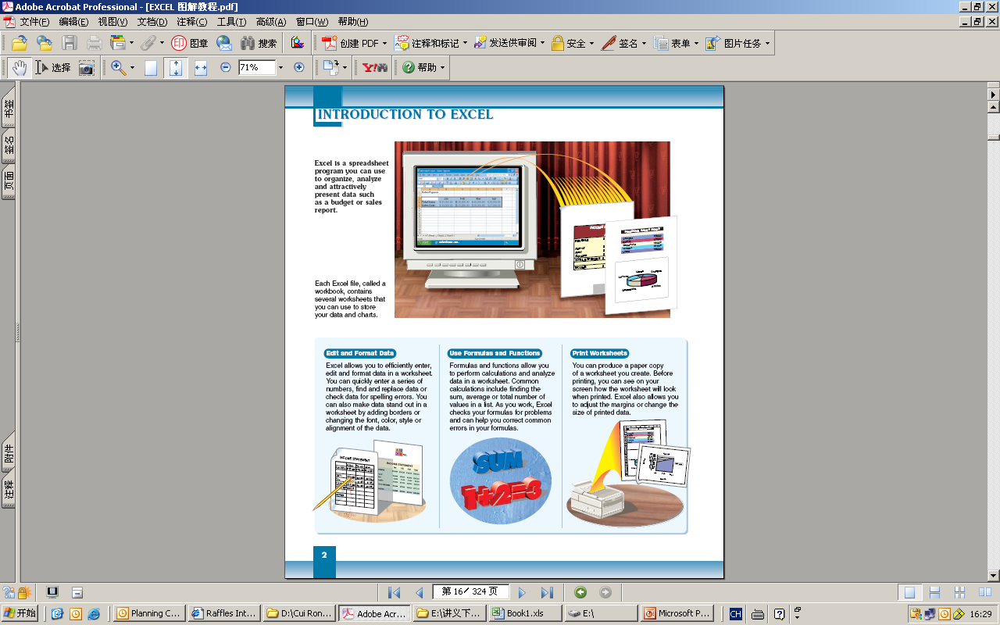 Adobe Acrobat Professional - [EXCEL 图解教程.pdf]
文件(F) 编辑(E) 视图(V) 文档(D) 注释(C) 工具(T) 高级(A) 窗口(W) 帮助(H)
图章 搜索 创建 PDF 注释和标记 发送供审阅 安全 签名 表单 图片任务
选择 71% Y! 帮助
书签
签名
页面
附件
注释
INTRODUCTION TO EXCEL
Excel is a spreadsheet
program you can use
to organize, analyze
and attractively
present data such
as a budget or sales
report.
Each Excel file, called a
workbook, contains
several worksheets that
you can use to store
your data and charts.
Edit and Format Data
Excel allows you to efficiently enter,
edit and format data in a worksheet.
You can quickly enter a series of
numbers, find and replace data or
check data for spelling errors. You
can also make data stand out in a
worksheet by adding borders or
changing the font, color, style or
alignment of the data.
INCOME STATEMENT
INCOME STATEMENT
Use Formulas and Functions
Formulas and functions allow you
to perform calculations and analyze
data in a worksheet. Common
calculations include finding the
sum, average or total number of
values in a list. As you work, Excel
checks your formulas for problems
and can help you correct common
errors in your formulas.
SUM
1+2=3
Print Worksheets
You can produce a paper copy
of a worksheet you create. Before
printing, you can see on your
screen how the worksheet will look
when printed. Excel also allows you
to adjust the margins or change the
size of printed data.
2
第 16 / 324 页
开始 Planning C... Raffles Int... D:\Cui Ron... Adobe Acr... E:\讲义下... Book1.xls E:\ Microsoft P... CH 16:29